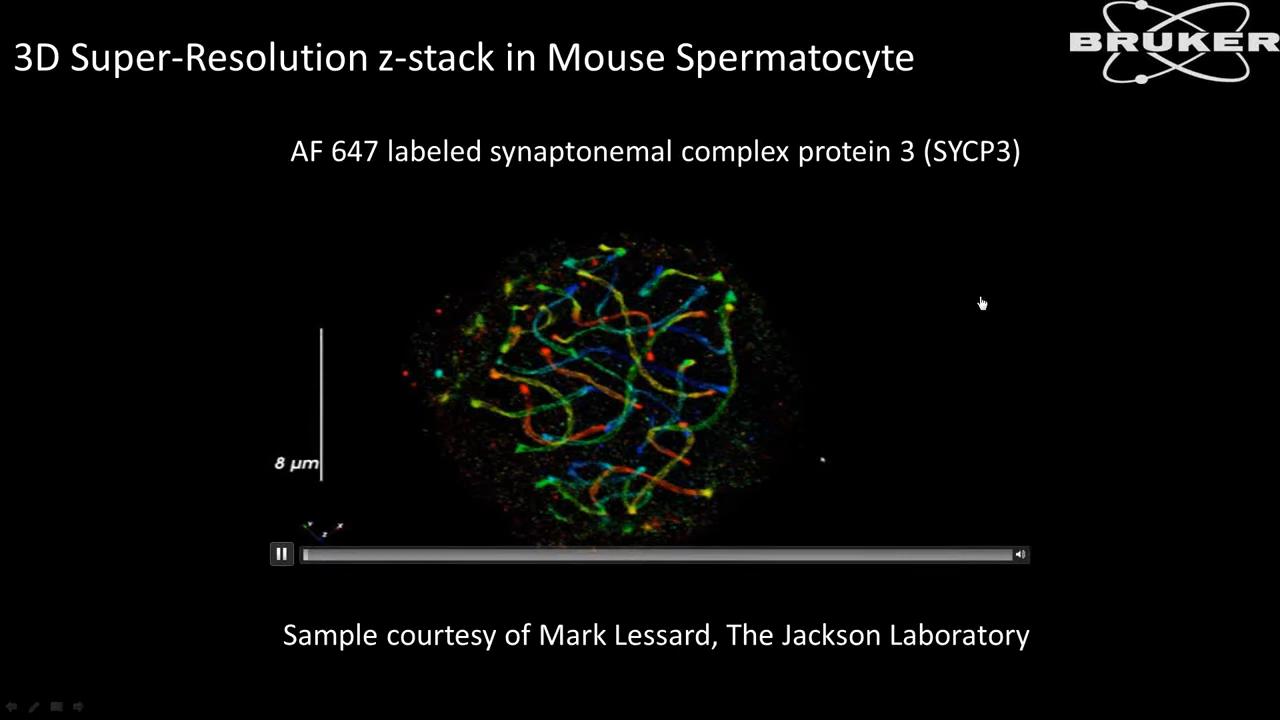 3D Super-Resolution z-stack in Mouse Spermatocyte
BRUKER
AF 647 labeled synaptonemal complex protein 3 (SYCP3)
8 µm
Y
X
Z
Sample courtesy of Mark Lessard, The Jackson Laboratory